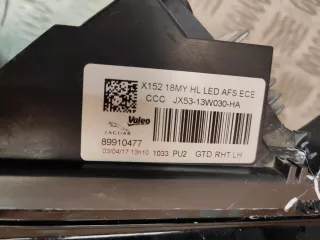 X152 18MY HL LED AFS ECE
CCC JX53-13W030-HA
Valeo
JAGUAR
89910477
03/04/17 13h10 1033 PU2 GTD RHT LH